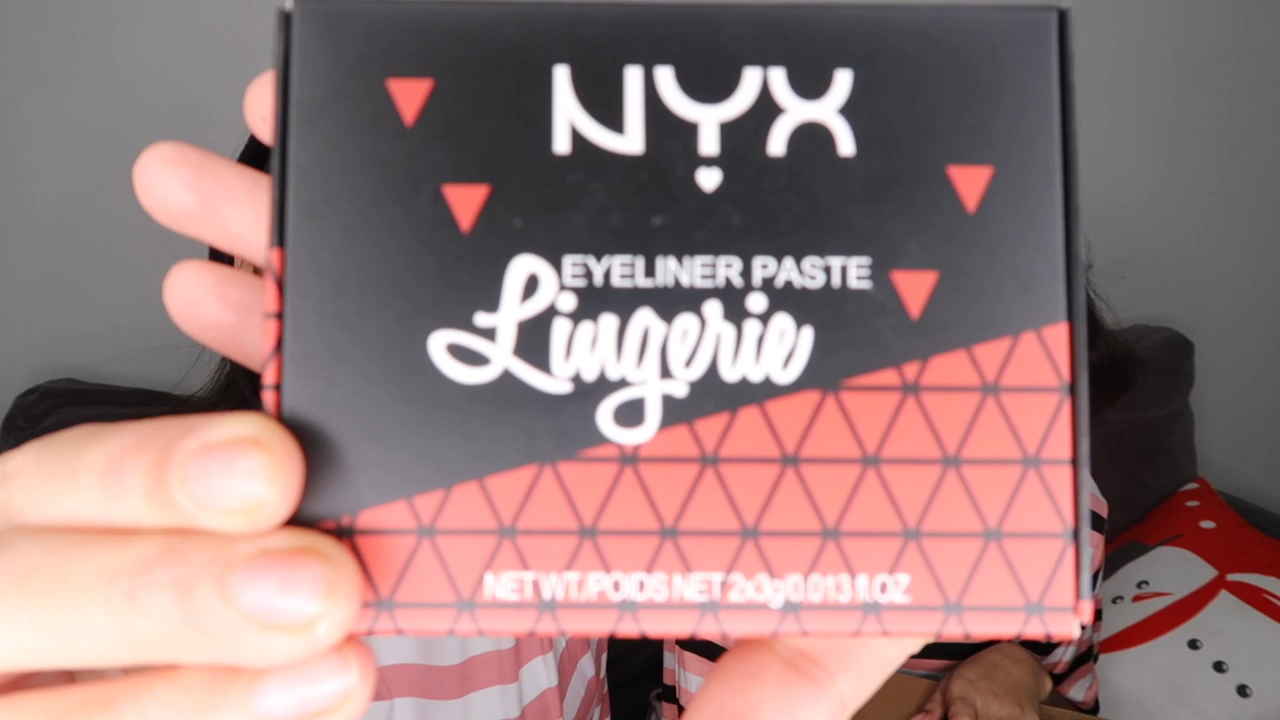 NYX
EYELINER PASTE
Lingerie
NET WT./POIDS NET 2x3g/0.013 fl.OZ